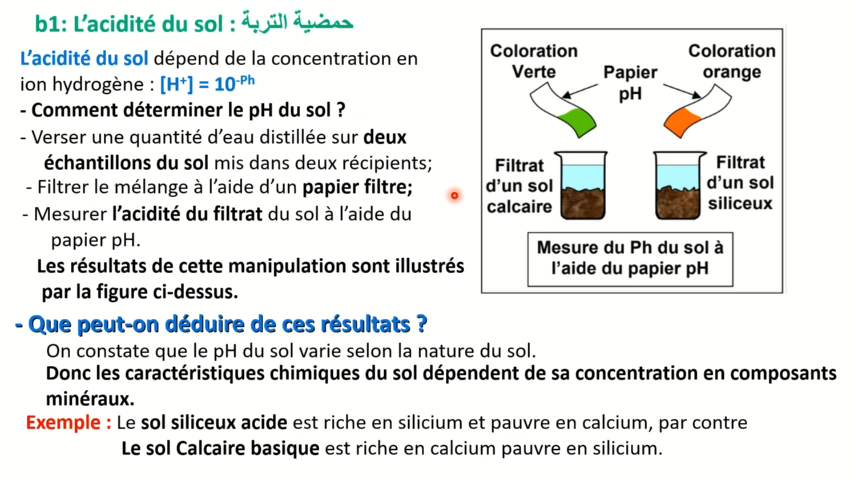 b1: L'acidité du sol : حمضية التربة
L'acidité du sol dépend de la concentration en
ion hydrogène : [H+] = 10-Ph
- Comment déterminer le pH du sol ?
- Verser une quantité d'eau distillée sur deux
échantillons du sol mis dans deux récipients;
- Filtrer le mélange à l'aide d'un papier filtre;
- Mesurer l'acidité du filtrat du sol à l'aide du
papier pH.
Les résultats de cette manipulation sont illustrés
par la figure ci-dessus.
Coloration
Verte
Papier
pH
Coloration
orange
Filtrat
d'un sol
calcaire
Filtrat
d'un sol
siliceux
Mesure du Ph du sol à
l'aide du papier pH
- Que peut-on déduire de ces résultats ?
On constate que le pH du sol varie selon la nature du sol.
Donc les caractéristiques chimiques du sol dépendent de sa concentration en composants
minéraux.
Exemple : Le sol siliceux acide est riche en silicium et pauvre en calcium, par contre
Le sol Calcaire basique est riche en calcium pauvre en silicium.